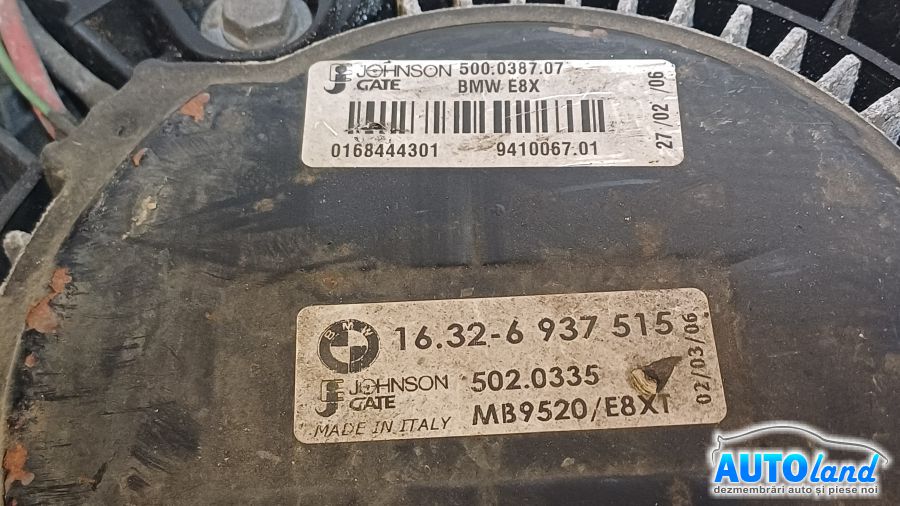 JOHNSON GATE 500.0387.07
BMW E8X
0168444301 9410067.01
27/02/06
BMW
16.32-6 937 515
JOHNSON GATE 502.0335
MB9520/E8XT
MADE IN ITALY
02/03/06
AUTOland
dezmembrări auto și piese noi